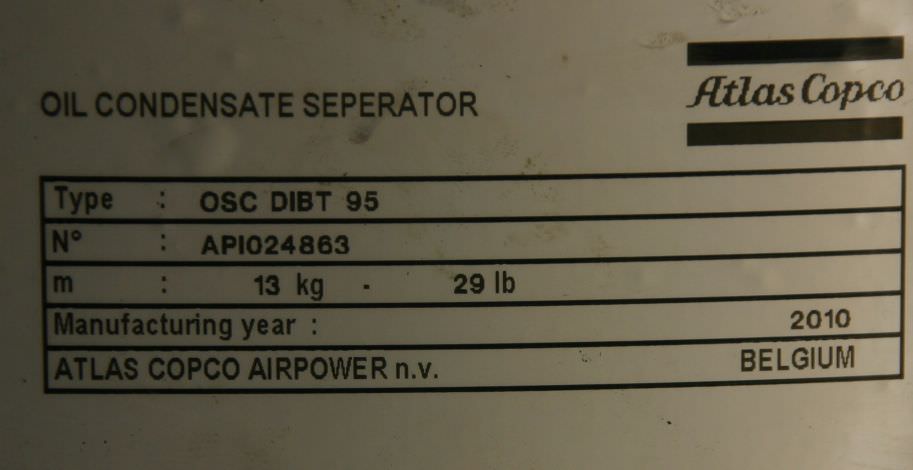 Atlas Copco
OIL CONDENSATE SEPERATOR
Type : OSC DIBT 95
N° : API024863
m : 13 kg - 29 lb
Manufacturing year : 2010
ATLAS COPCO AIRPOWER n.v. BELGIUM